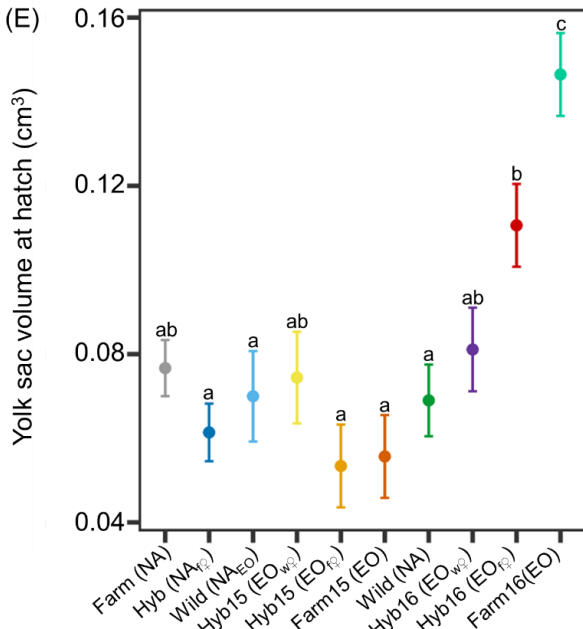 (E)
Yolk sac volume at hatch (cm³)
0.16
0.12
0.08
0.04
ab
a
a
ab
a
a
a
ab
b
c
Farm (NA)
Hyb (NAf♀)
Wild (NAEO)
Hyb15 (EOw♀)
Hyb15 (EOf♀)
Farm15 (EO)
Wild (NA)
Hyb16 (EOw♀)
Hyb16 (EOf♀)
Farm16(EO)